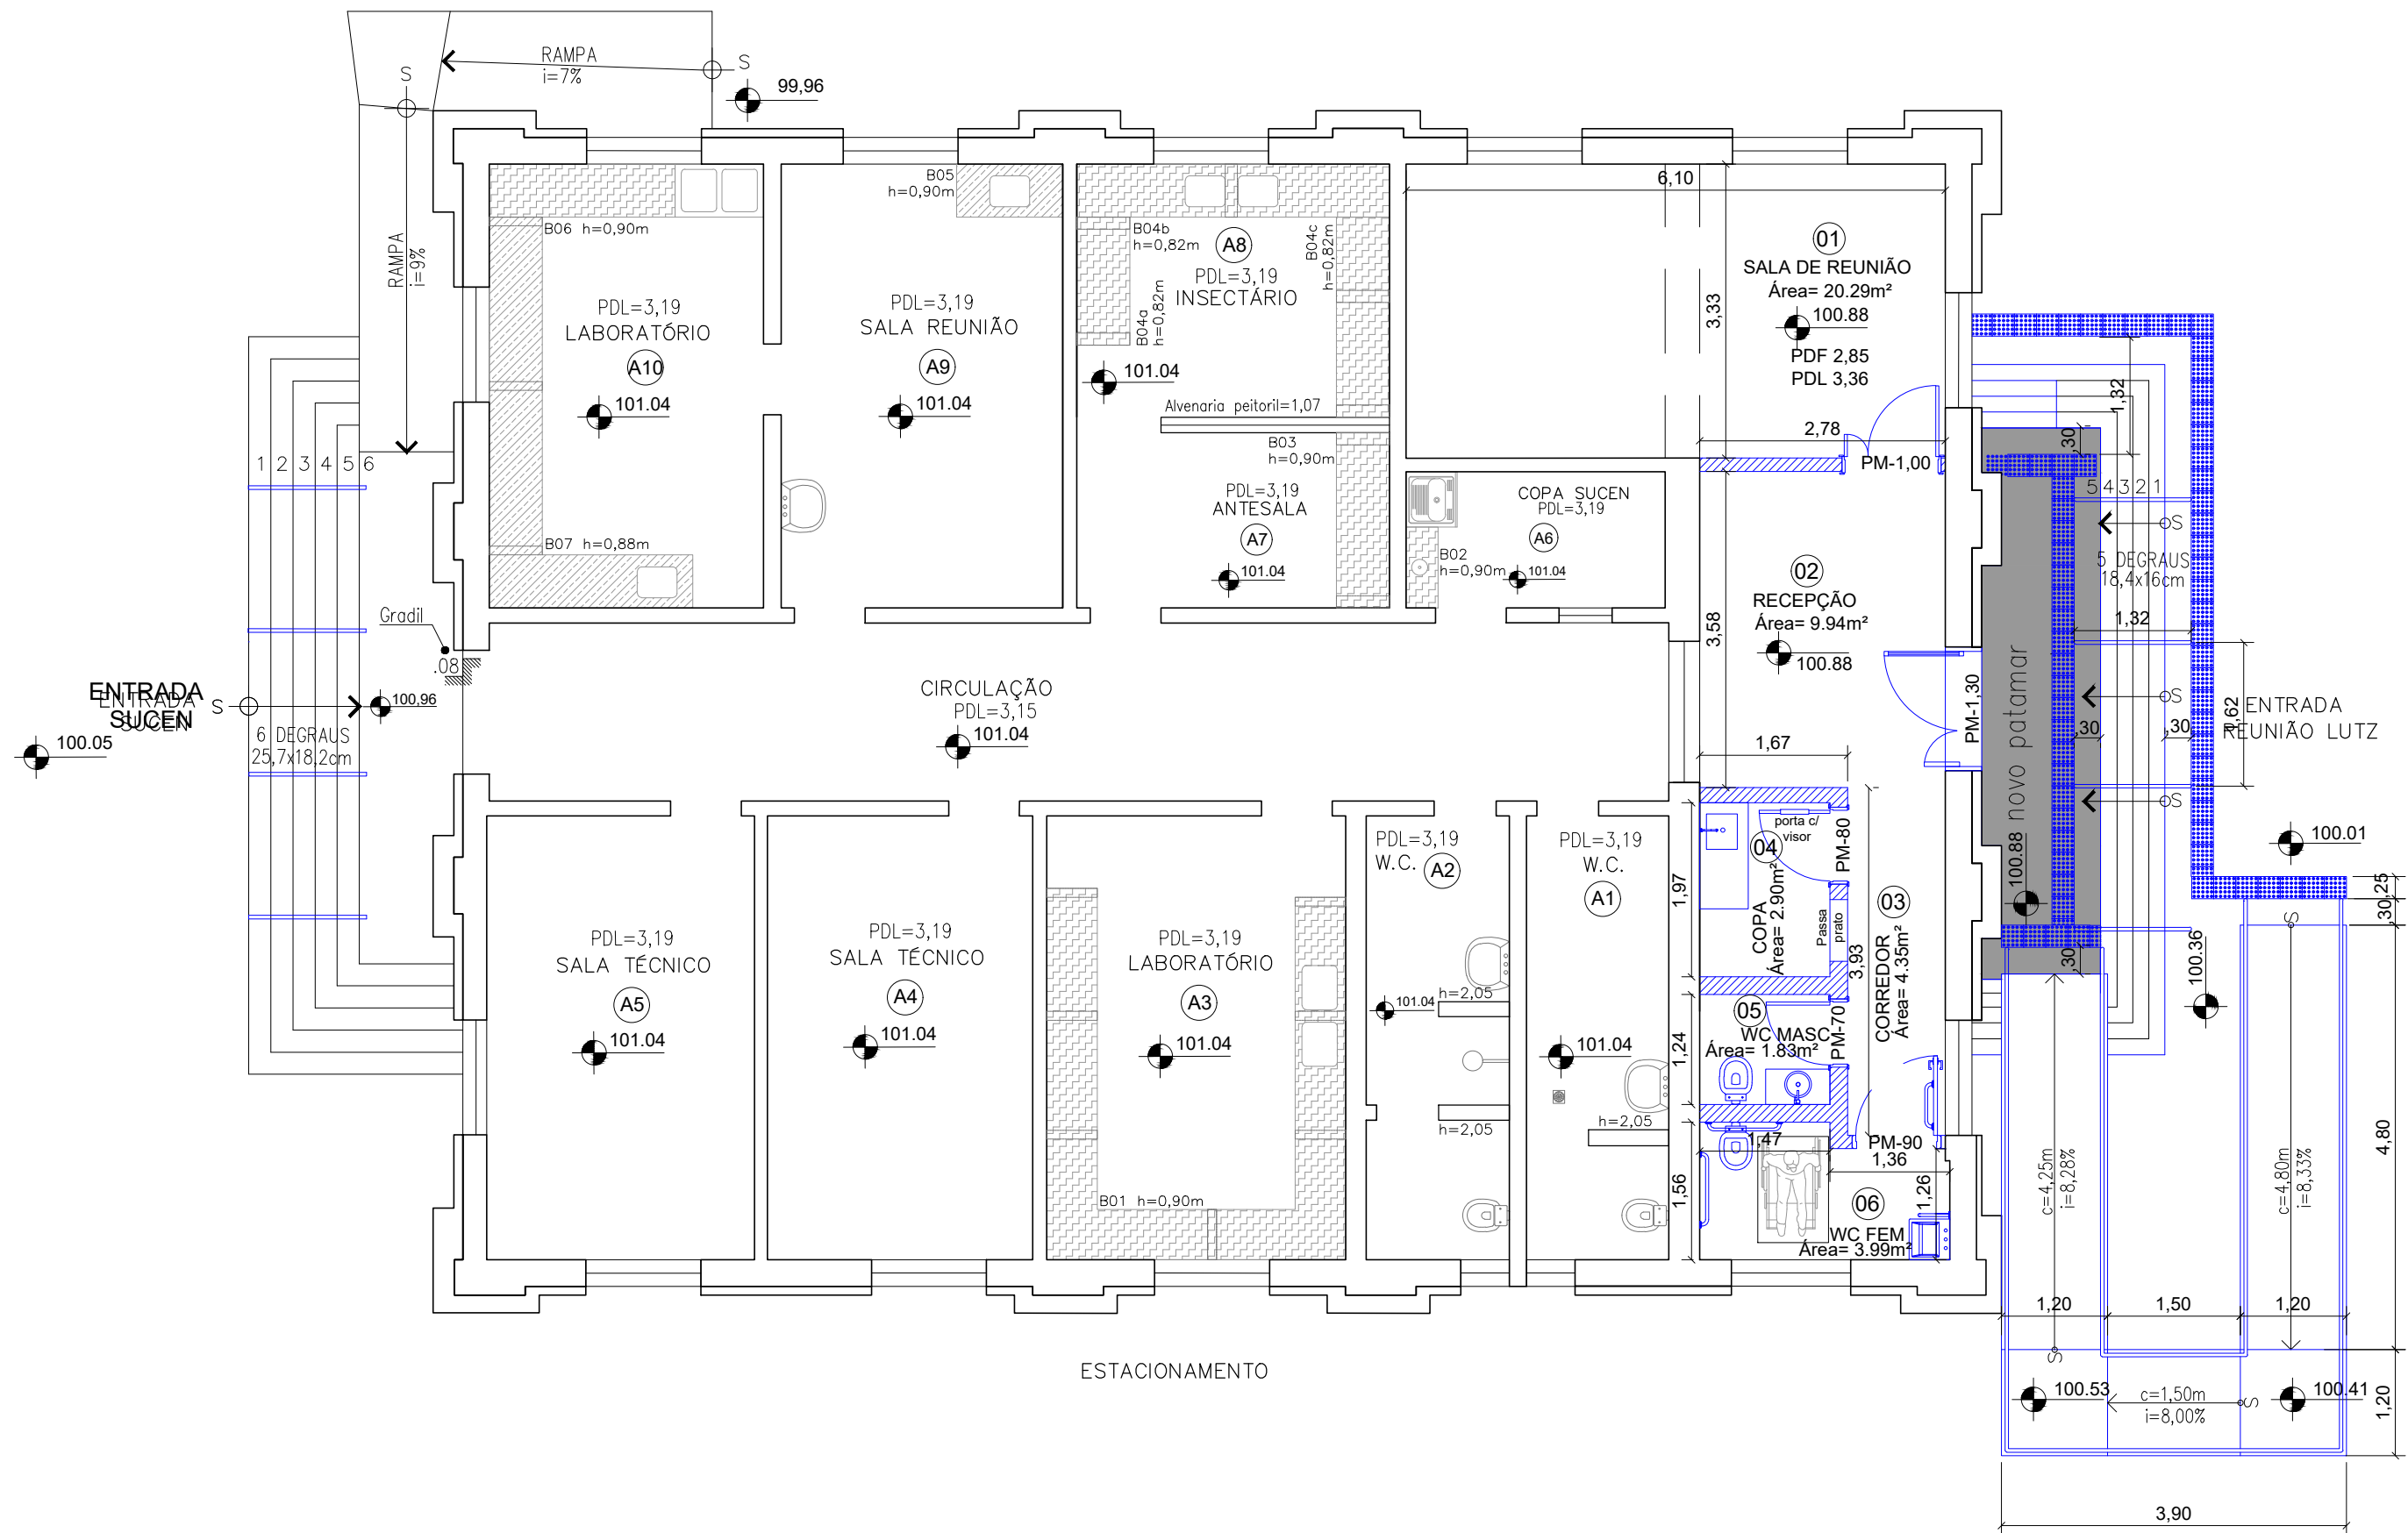 RAMPA
i=7%
S
S
99,96
RAMPA
i=9%
B05
h=0,90m
B06 h=0,90m
B04b
h=0,82m
A8
PDL=3,19
INSECTÁRIO
B04c
h=0,82m
B04a
h=0,82m
6,10
01
SALA DE REUNIÃO
Área= 20.29m²
100.88
PDF 2,85
PDL 3,36
3,33
PDL=3,19
LABORATÓRIO
A10
101.04
PDL=3,19
SALA REUNIÃO
A9
101.04
101.04
Alvenaria peitoril=1,07
B03
h=0,90m
2,78
PM-1,00
1,32
,30
1 2 3 4 5 6
B07 h=0,88m
PDL=3,19
ANTESALA
A7
101.04
COPA SUCEN
PDL=3,19
A6
101.04
B02
h=0,90m
5 4 3 2 1
S
5 DEGRAUS
18,4x16cm
1,32
02
RECEPÇÃO
Área= 9.94m²
100.88
3,58
Gradil
.08
ENTRADA
SUCEN
ENTRADA
SUCEN
S
100,96
100.05
6 DEGRAUS
25,7x18,2cm
CIRCULAÇÃO
PDL=3,15
101.04
1,67
PM-1,30
novo patamar
100.88
S
,30
,30
1,62
ENTRADA
REUNIÃO LUTZ
S
100.01
PDL=3,19
W.C.
A2
PDL=3,19
W.C.
A1
porta c/
visor
04
PM-80
COPA
Área= 2.90m²
Passa
prato
1,97
3,93
03
CORREDOR
Área= 4.35m²
,25
,30
S
100.36
,30
PDL=3,19
SALA TÉCNICO
A5
101.04
PDL=3,19
SALA TÉCNICO
A4
101.04
PDL=3,19
LABORATÓRIO
A3
101.04
101.04
h=2,05
h=2,05
101.04
h=2,05
05
WC MASC
Área= 1.83m²
PM-70
1,24
1,47
PM-90
1,36
1,26
1,56
06
WC FEM
Área= 3.99m²
B01 h=0,90m
c=4,25m
i=8,28%
c=4,80m
i=8,33%
4,80
1,20
1,50
1,20
S
100.53
c=1,50m
i=8,00%
S
100.41
1,20
ESTACIONAMENTO
3,90